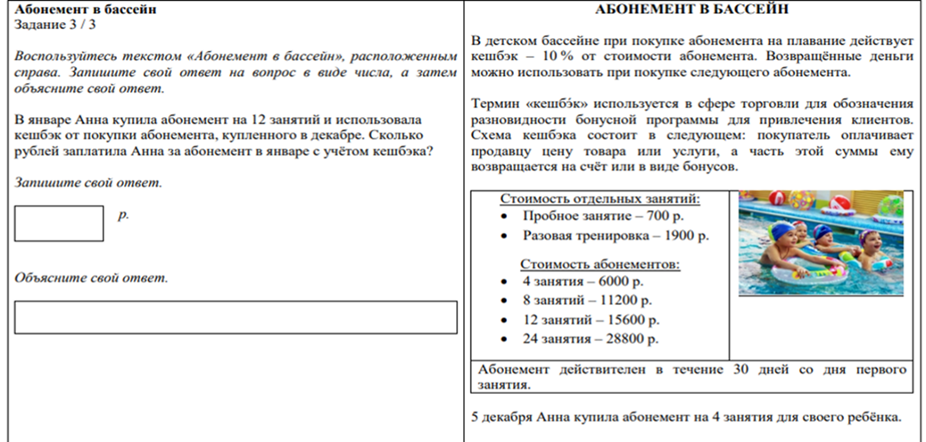 Абонемент в бассейн
Задание 3 / 3
Воспользуйтесь текстом «Абонемент в бассейн», расположенным
справа. Запишите свой ответ на вопрос в виде числа, а затем
объясните свой ответ.
В январе Анна купила абонемент на 12 занятий и использовала
кешбэк от покупки абонемента, купленного в декабре. Сколько
рублей заплатила Анна за абонемент в январе с учётом кешбэка?
Запишите свой ответ.
р.
Объясните свой ответ.
АБОНЕМЕНТ В БАССЕЙН
В детском бассейне при покупке абонемента на плавание действует
кешбэк – 10 % от стоимости абонемента. Возвращённые деньги
можно использовать при покупке следующего абонемента.
Термин «кешбэ́к» используется в сфере торговли для обозначения
разновидности бонусной программы для привлечения клиентов.
Схема кешбэка состоит в следующем: покупатель оплачивает
продавцу цену товара или услуги, а часть этой суммы ему
возвращается на счёт или в виде бонусов.
Стоимость отдельных занятий:
• Пробное занятие – 700 р.
• Разовая тренировка – 1900 р.
Стоимость абонементов:
• 4 занятия – 6000 р.
• 8 занятий – 11200 р.
• 12 занятий – 15600 р.
• 24 занятия – 28800 р.
Абонемент действителен в течение 30 дней со дня первого
занятия.
5 декабря Анна купила абонемент на 4 занятия для своего ребёнка.